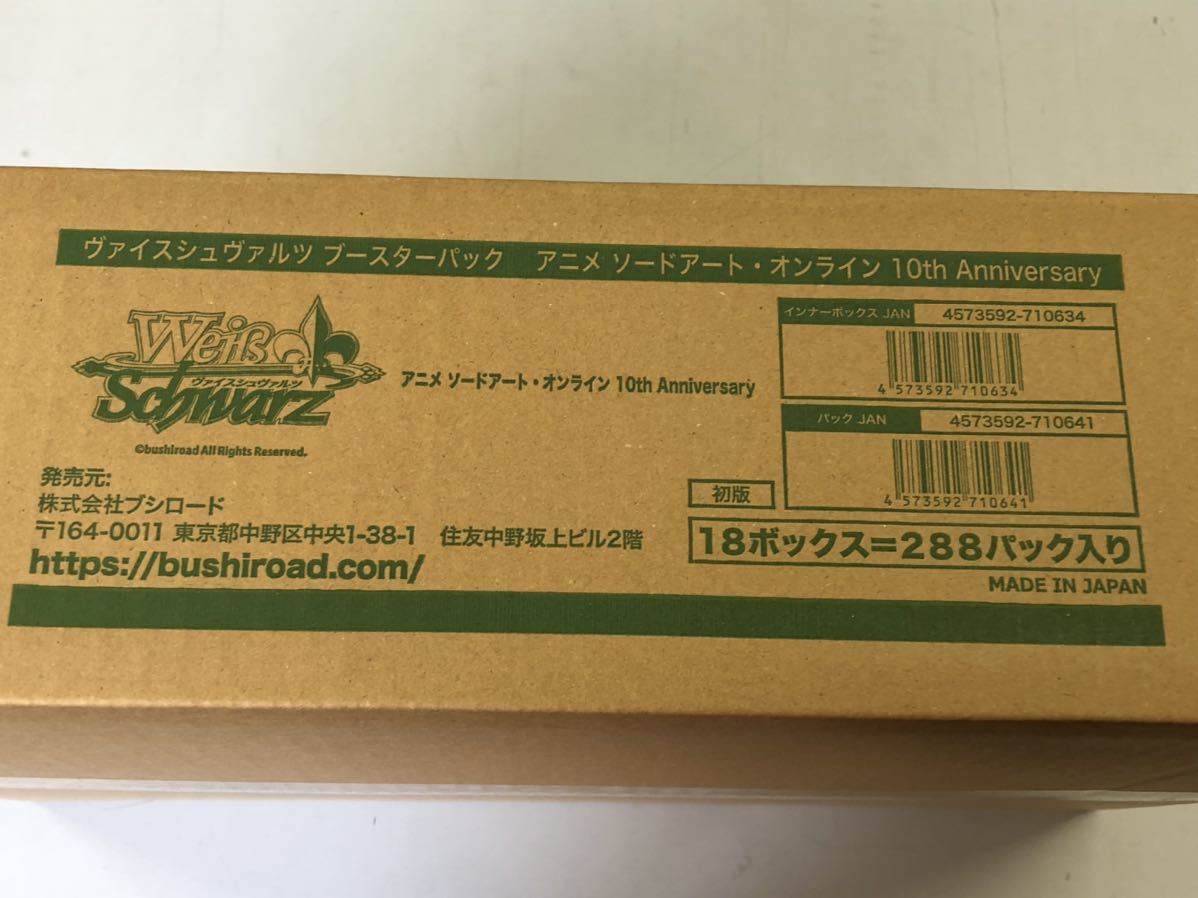 ヴァイスシュヴァルツ ブースターパック　アニメ ソードアート・オンライン 10th Anniversary
Weiß
ヴァイスシュヴァルツ
Schwarz
©bushiroad All Rights Reserved.
アニメ ソードアート・オンライン 10th Anniversary
インナーボックス JAN 4573592-710634
4 573592 710634
パック JAN 4573592-710641
4 573592 710641
発売元:
株式会社ブシロード
〒164-0011 東京都中野区中央1-38-1　住友中野坂上ビル2階
https://bushiroad.com/
初版
18ボックス=288パック入り
MADE IN JAPAN